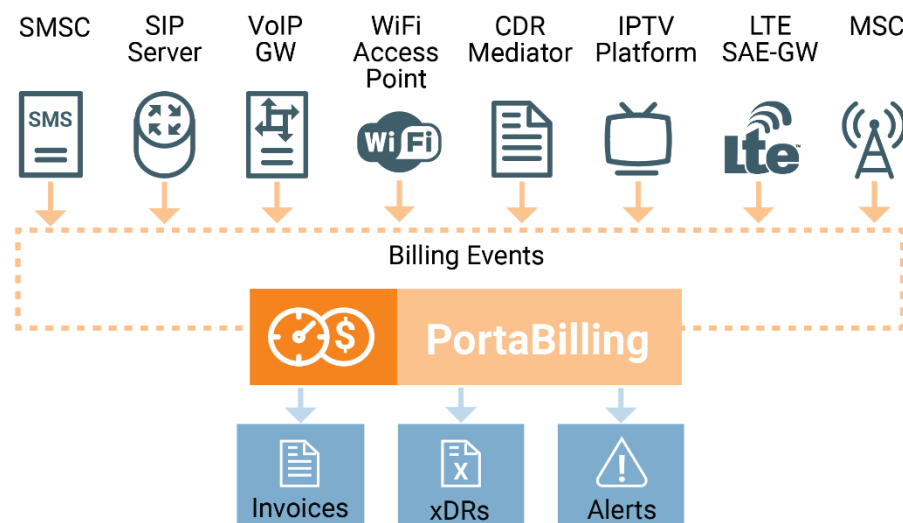 SMSC
SIP
Server
VoIP
GW
WiFi
Access
Point
CDR
Mediator
IPTV
Platform
LTE
SAE-GW
MSC
SMS
Wi Fi
Lte™
Billing Events
$
PortaBilling
X
Invoices
xDRs
Alerts